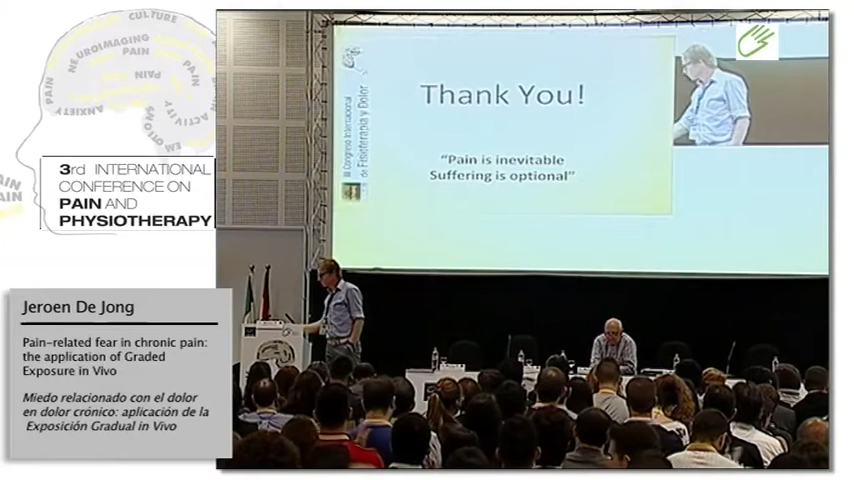 CULTURE
NEUROIMAGING
PAIN
PAIN
PAIN
PAIN
ANXIETY
ACTIVITY
3rd INTERNATIONAL
CONFERENCE ON
PAIN AND
PHYSIOTHERAPY
Jeroen De Jong
Pain-related fear in chronic pain:
the application of Graded
Exposure in Vivo
Miedo relacionado con el dolor
en dolor crónico: aplicación de la
Exposición Gradual in Vivo
III Congreso Internacional
de Fisioterapia y Dolor
Thank You!
"Pain is inevitable
Suffering is optional"